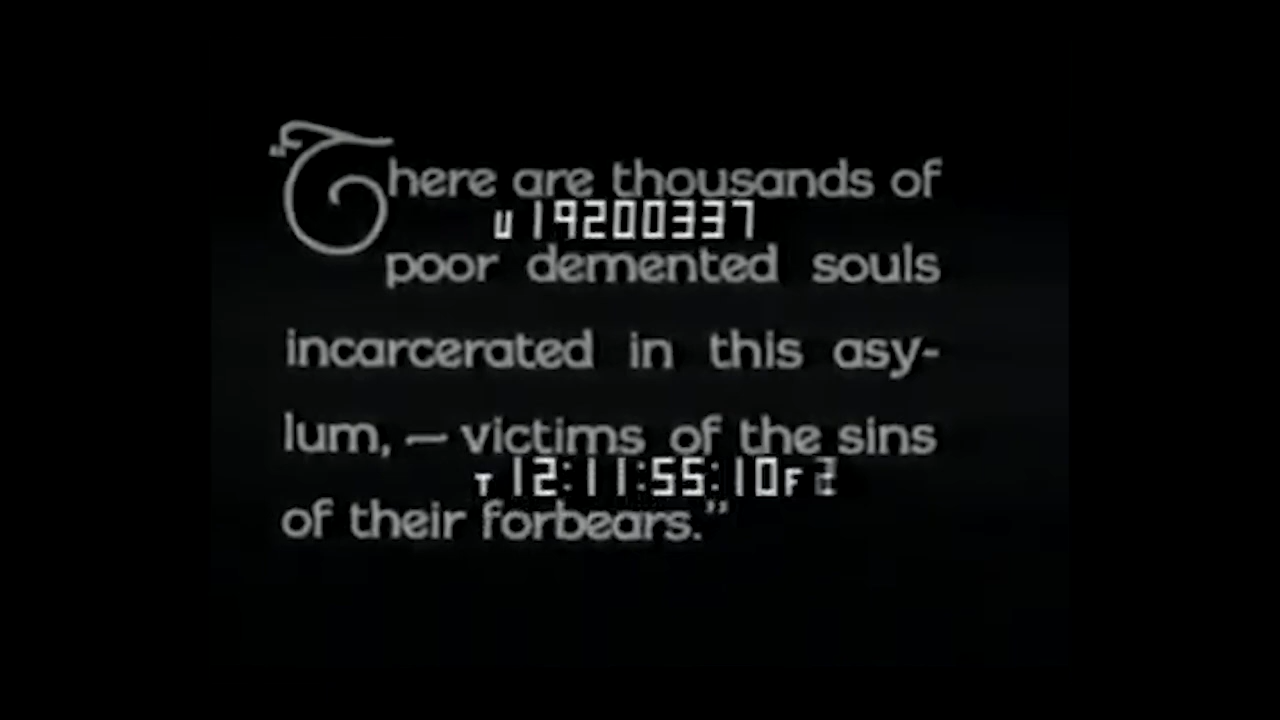 “There are thousands of
U 19200337
poor demented souls
incarcerated in this asy-
lum, — victims of the sins
T 12:11:55:10F2
of their forbears.”